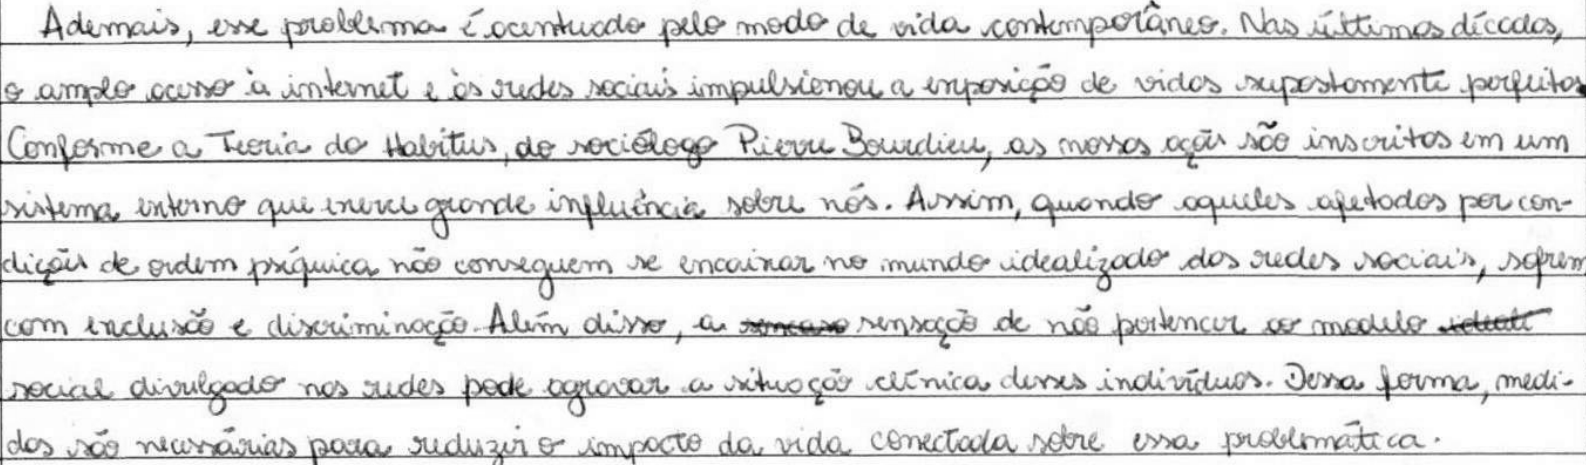 Ademais, esse problema é acentuado pelo modo de vida contemporâneo. Nas últimas décadas,
o amplo acesso à internet e às redes sociais impulsionou a exposição de vidas supostamente perfeitas.
Conforme a Teoria do Habitus, do sociólogo Pierre Bourdieu, as nossas ações são inscritas em um
sistema externo que exerce grande influência sobre nós. Assim, quando aqueles afetados por con-
dições de ordem psíquica não conseguem se encaixar no mundo idealizado das redes sociais, sofrem
com exclusão e discriminação. Além disso, a sensação de não pertencer ao modelo
social divulgado nas redes pode agravar a situação clínica desses indivíduos. Dessa forma, medi-
das são necessárias para reduzir o impacto da vida conectada sobre essa problemática.